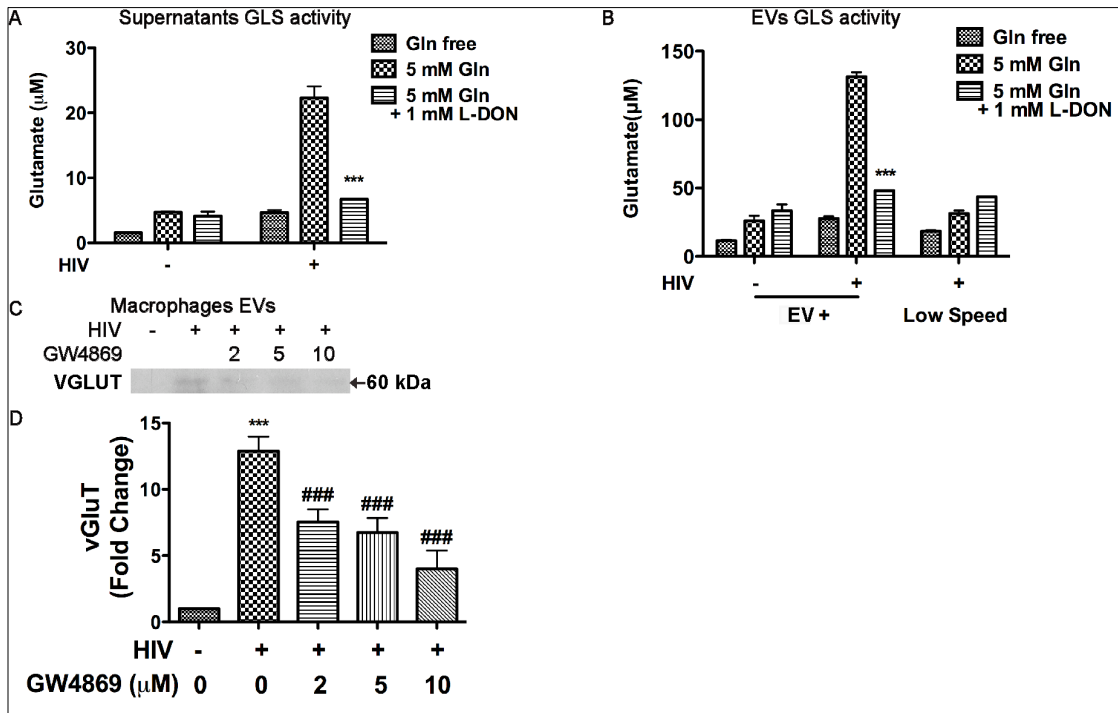 A
Supernatants GLS activity
Gln free
5 mM Gln
5 mM Gln
+ 1 mM L-DON
Glutamate (μM)
30
20
10
0
***
HIV - +
B
EVs GLS activity
Gln free
5 mM Gln
5 mM Gln
+ 1 mM L-DON
Glutamate(μM)
150
100
50
0
***
HIV - + +
EV + Low Speed
C
Macrophages EVs
HIV - + + + +
GW4869 2 5 10
VGLUT ←60 kDa
D
vGluT
(Fold Change)
15
10
5
0
***
###
###
###
HIV - + + + +
GW4869 (μM) 0 0 2 5 10